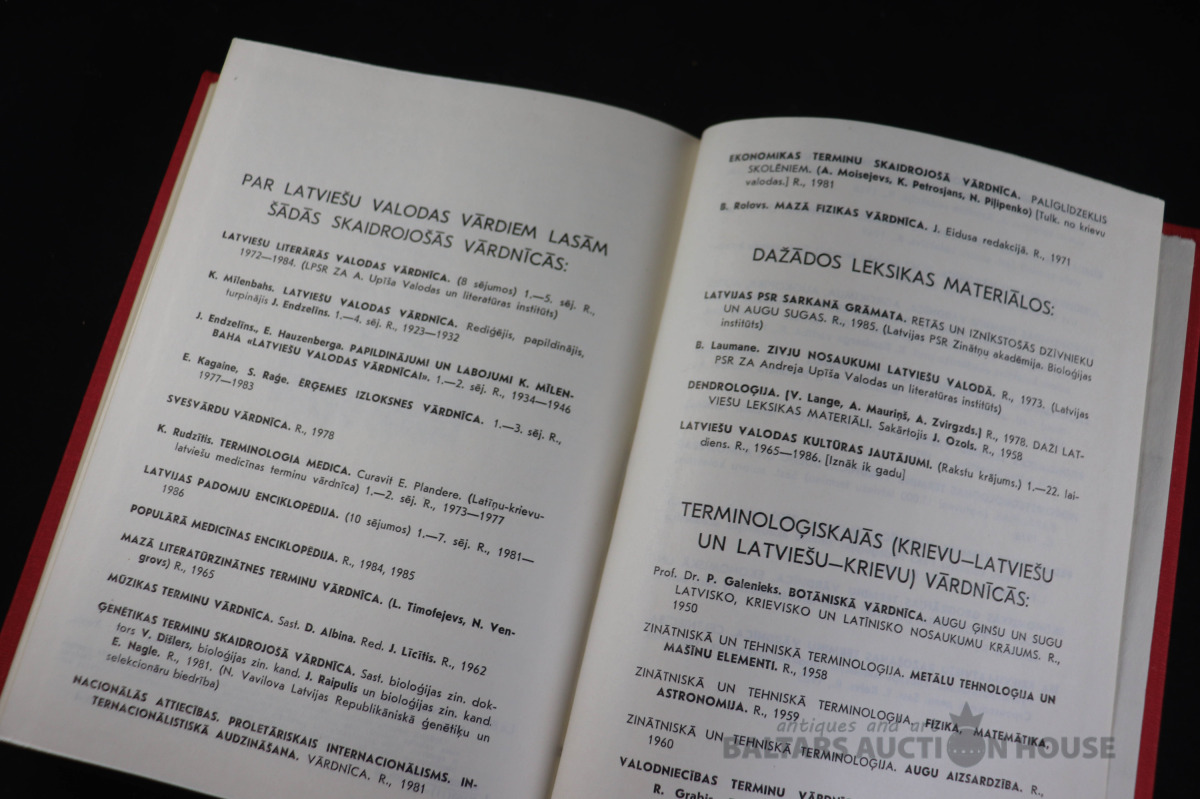 PAR LATVIEŠU VALODAS VĀRDIEM LASĀM
ŠĀDĀS SKAIDROJOŠĀS VĀRDNĪCĀS:
LATVIEŠU LITERĀRĀS VALODAS VĀRDNĪCA. (8 sējumos) 1.—5. sēj. R.,
1972—1984. (LPSR ZA A. Upīša Valodas un literatūras institūts)
K. Mīlenbahs. LATVIEŠU VALODAS VĀRDNĪCA. Rediģējis, papildinājis,
turpinājis J. Endzelīns. 1.—4. sēj. R., 1923—1932
J. Endzelīns., E. Hauzenberga. PAPILDINĀJUMI UN LABOJUMI K. MĪLEN-
BAHA «LATVIEŠU VALODAS VĀRDNĪCAI». 1.—2. sēj. R., 1934—1946
E. Kagaine, S. Raģe. ĒRĢEMES IZLOKSNES VĀRDNĪCA. 1.—3. sēj. R.,
1977—1983
SVEŠVĀRDU VĀRDNĪCA. R., 1978
K. Rudzītis. TERMINOLOGIA MEDICA. Curavit E. Plandere. (Latīņu-krievu-
latviešu medicīnas terminu vārdnīca) 1.—2. sēj. R., 1973—1977
LATVIJAS PADOMJU ENCIKLOPĒDIJA. (10 sējumos) 1.—7. sēj. R., 1981—
1986
POPULĀRĀ MEDICĪNAS ENCIKLOPĒDIJA. R., 1984, 1985
MAZĀ LITERATŪRZINĀTNES TERMINU VĀRDNĪCA. (L. Timofejevs, N. Ven-
grovs) R., 1965
MŪZIKAS TERMINU VĀRDNĪCA. Sast. D. Albina. Red. J. Līcītis. R., 1962
ĢENĒTIKAS TERMINU SKAIDROJOŠĀ VĀRDNĪCA. Sast. bioloģijas zin. dok-
tors V. Dišlers, bioloģijas zin. kand. J. Raipulis un bioloģijas zin. kand.
E. Nagle. R., 1981. (N. Vavilova Latvijas Republikāniskā ģenētiķu un
selekcionāru biedrība)
NACIONĀLĀS ATTIECĪBAS. PROLETĀRISKAIS INTERNACIONĀLISMS. IN-
TERNACIONĀLISTISKĀ AUDZINĀŠANA. VĀRDNĪCA. R., 1981
EKONOMIKAS TERMINU SKAIDROJOŠĀ VĀRDNĪCA. PALĪGLĪDZEKLIS
SKOLĒNIEM. (A. Moisejevs, K. Petrosjans, N. Piļipenko) [Tulk. no krievu
valodas.] R., 1981
B. Rolovs. MAZĀ FIZIKAS VĀRDNĪCA. J. Eidusa redakcijā. R., 1971
DAŽĀDOS LEKSIKAS MATERIĀLOS:
LATVIJAS PSR SARKANĀ GRĀMATA. RETĀS UN IZNĪKSTOŠĀS DZĪVNIEKU
UN AUGU SUGAS. R., 1985. (Latvijas PSR Zinātņu akadēmija. Bioloģijas
institūts)
B. Laumane. ZIVJU NOSAUKUMI LATVIEŠU VALODĀ. R., 1973. (Latvijas
PSR ZA Andreja Upīša Valodas un literatūras institūts)
DENDROLOĢIJA. [V. Lange, A. Mauriņš, A. Zvirgzds.] R., 1978. DAŽI LAT-
VIEŠU LEKSIKAS MATERIĀLI. Sakārtojis J. Ozols. R., 1958
LATVIEŠU VALODAS KULTŪRAS JAUTĀJUMI. (Rakstu krājums.) 1.—22. lai-
diens. R., 1965—1986. [Iznāk ik gadu]
TERMINOLOĢISKAJĀS (KRIEVU—LATVIEŠU
UN LATVIEŠU—KRIEVU) VĀRDNĪCĀS:
Prof. Dr. P. Galenieks. BOTĀNISKĀ VĀRDNĪCA. AUGU ĢINŠU UN SUGU
LATVISKO, KRIEVISKO UN LATĪNISKO NOSAUKUMU KRĀJUMS. R.,
1950
ZINĀTNISKĀ UN TEHNISKĀ TERMINOLOĢIJA. METĀLU TEHNOLOĢIJA UN
MAŠĪNU ELEMENTI. R., 1958
ZINĀTNISKĀ UN TEHNISKĀ TERMINOLOĢIJA. FIZIKA, MATEMĀTIKA,
ASTRONOMIJA. R., 1959
ZINĀTNISKĀ UN TEHNISKĀ TERMINOLOĢIJA. AUGU AIZSARDZĪBA. R.,
1960
VALODNIECĪBAS TERMINU
R. Grabis
antiques and art
BALTARS AUCTION HOUSE